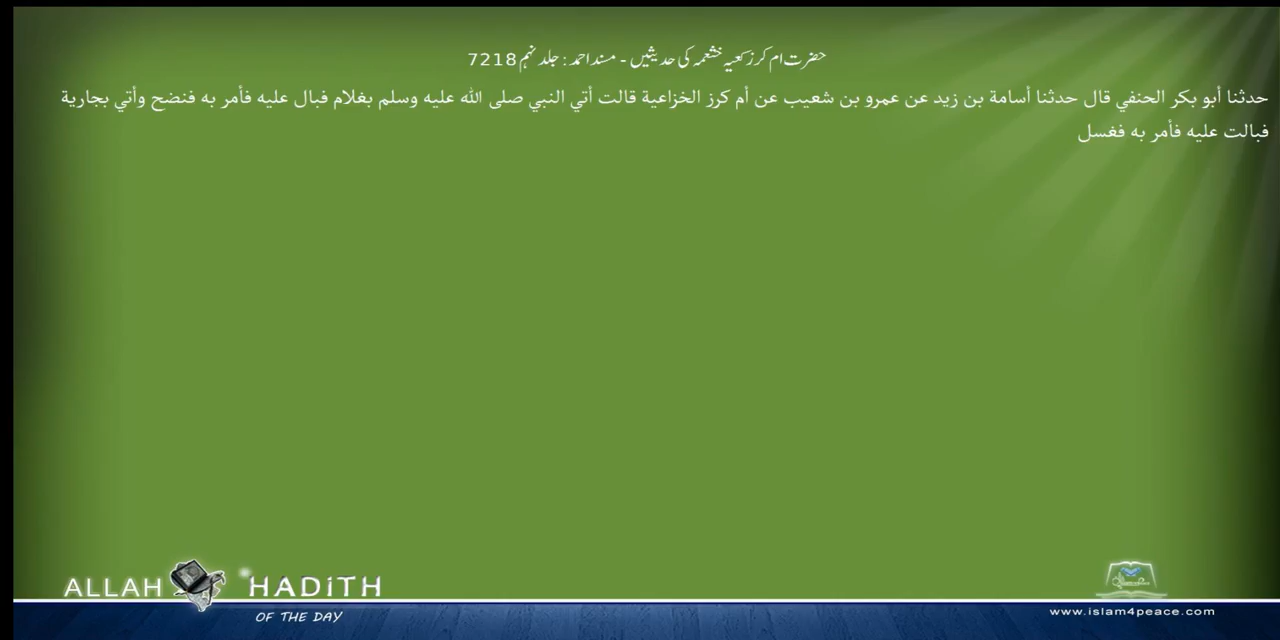 حضرت ام کرز کعبیہ خثعمیہ کی حدیثیں - مسند احمد : جلد نہم 7218
حدثنا أبو بكر الحنفي قال حدثنا أسامة بن زيد عن عمرو بن شعيب عن أم كرز الخزاعية قالت أتي النبي صلى الله عليه وسلم بغلام فبال عليه فأمر به فنضح وأتي بجارية
فبالت عليه فأمر به فغسل
ALLAH HADITH
OF THE DAY
www.islam4peace.com